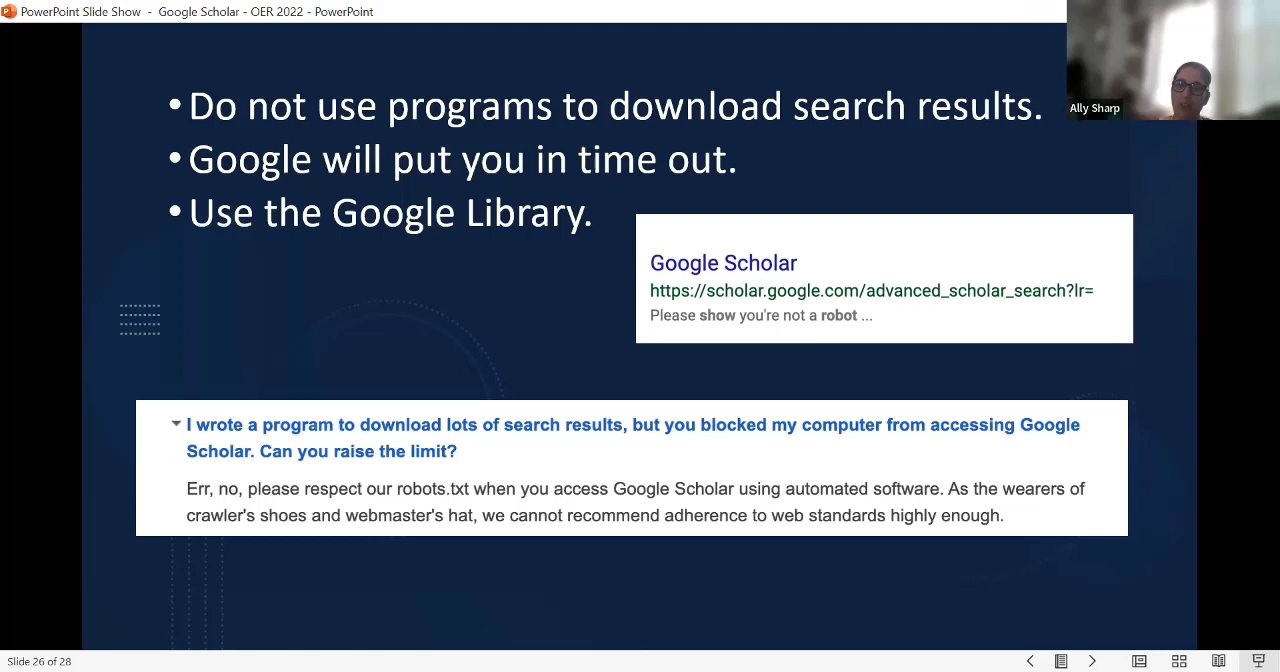 PowerPoint Slide Show - Google Scholar - OER 2022 - PowerPoint
Ally Sharp
• Do not use programs to download search results.
• Google will put you in time out.
• Use the Google Library.
Google Scholar
https://scholar.google.com/advanced_scholar_search?lr=
Please show you're not a robot ...
I wrote a program to download lots of search results, but you blocked my computer from accessing Google
Scholar. Can you raise the limit?
Err, no, please respect our robots.txt when you access Google Scholar using automated software. As the wearers of
crawler's shoes and webmaster's hat, we cannot recommend adherence to web standards highly enough.
Slide 26 of 28